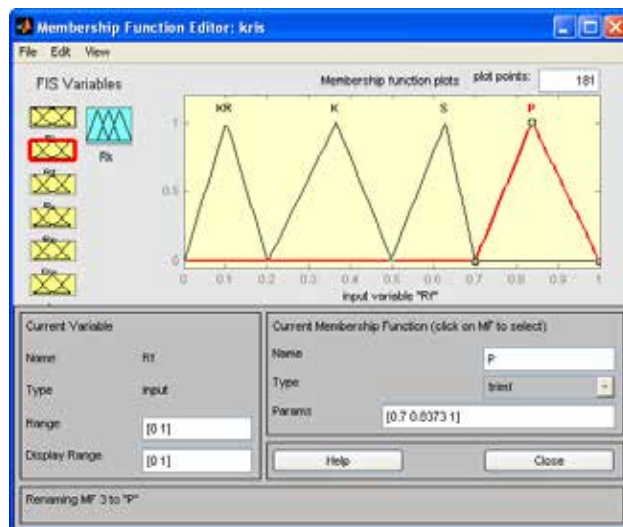 Membership Function Editor: kris
File Edit View
FIS Variables
Membership function plots
plot points:
181
Rf
Rk
KR
K
S
P
1
0.5
0
0 0.1 0.2 0.3 0.4 0.5 0.6 0.7 0.8 0.9 1
input variable "Rf"
Current Variable
Name Rf
Type input
Range [0 1]
Display Range [0 1]
Current Membership Function (click on MF to select)
Name P
Type trimf
Params [0.7 0.8373 1]
Help Close
Renaming MF 3 to "P"